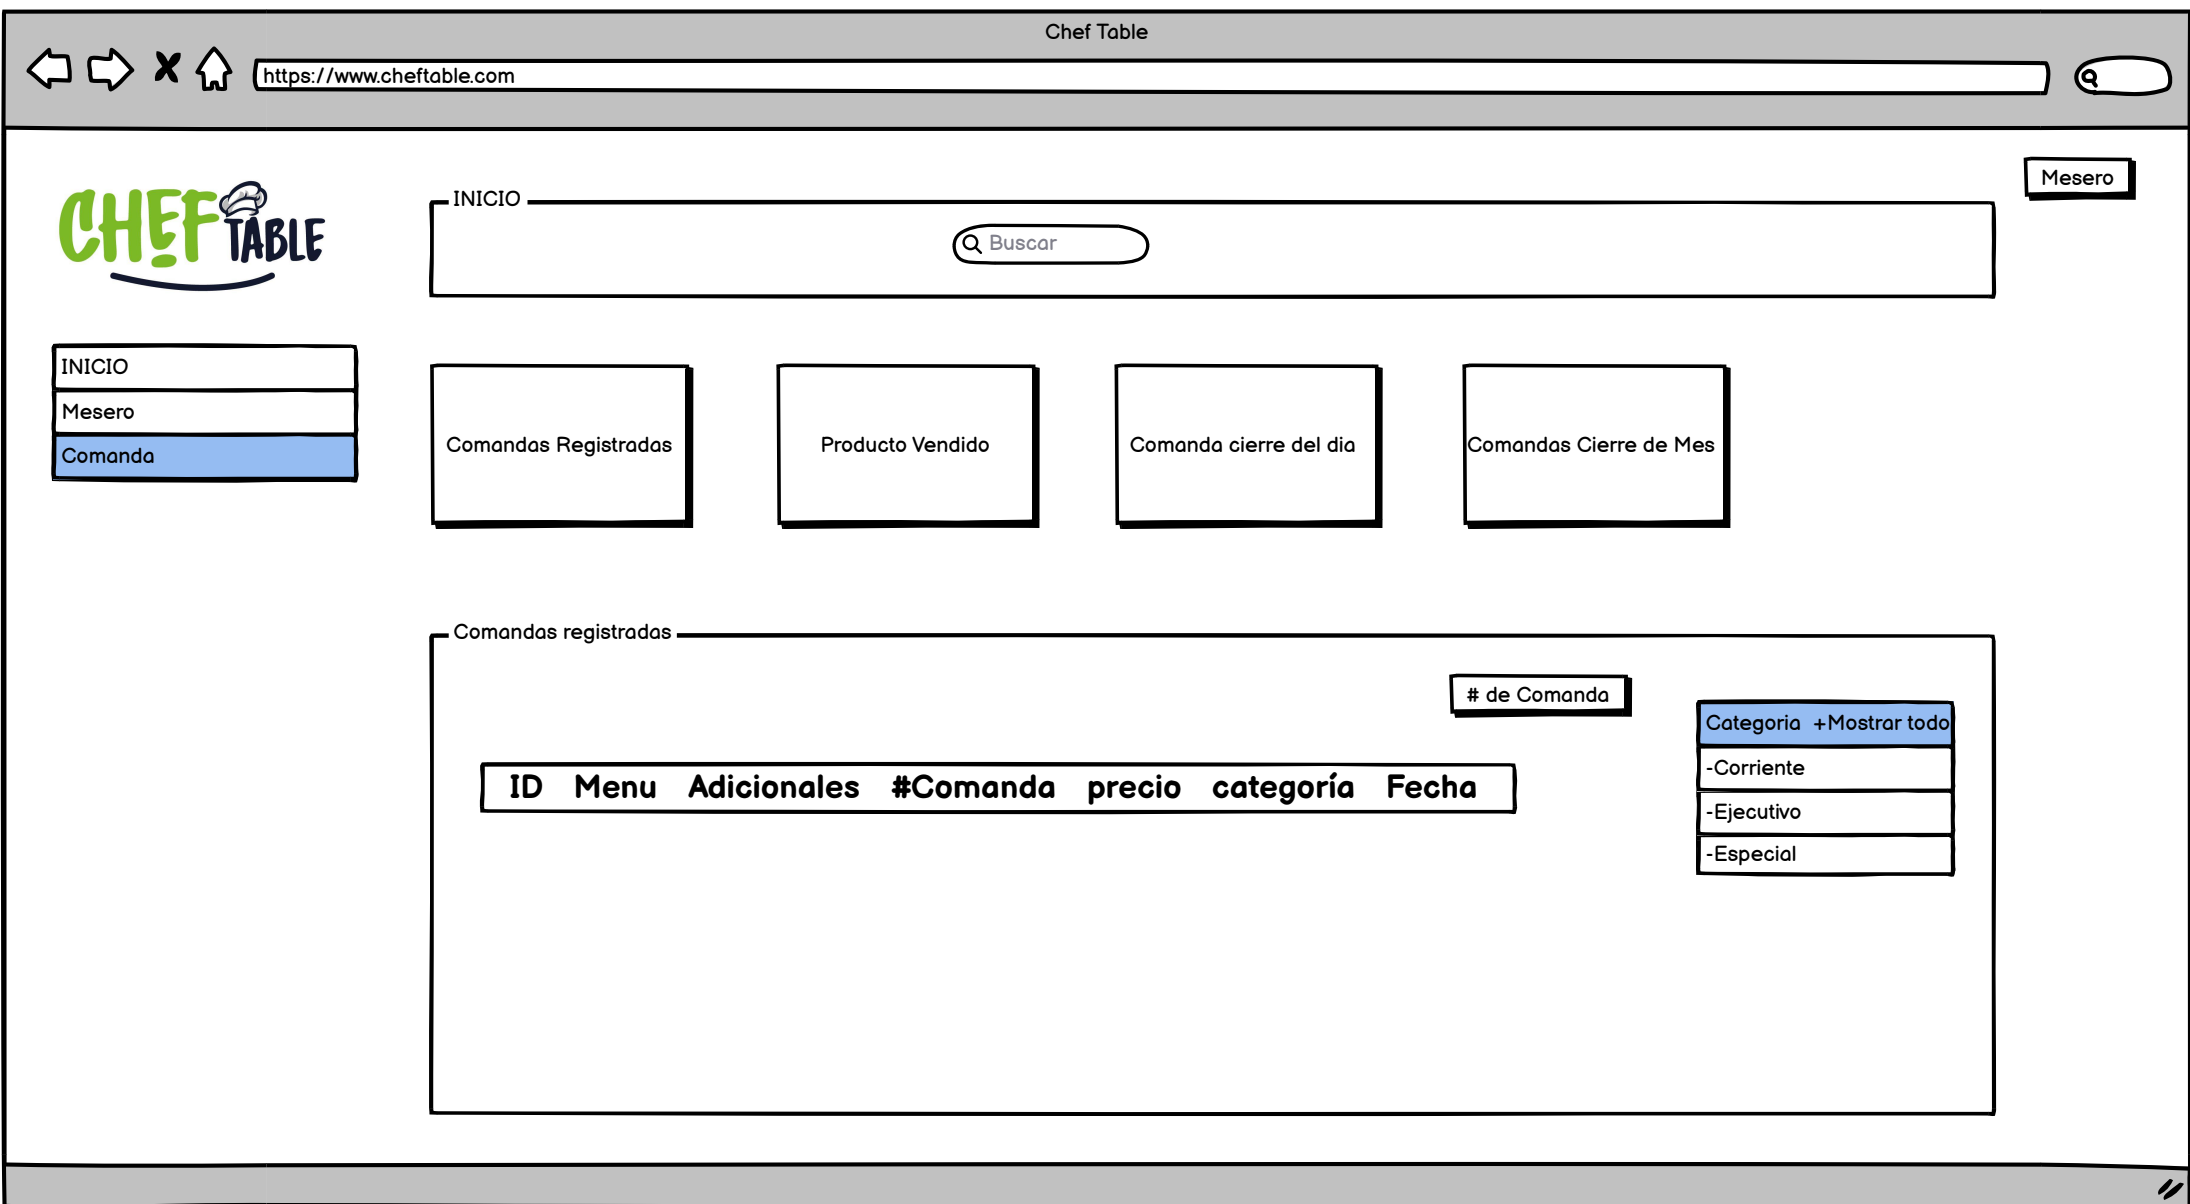 Chef Table
https://www.cheftable.com
CHEF TABLE
Mesero
INICIO
Buscar
INICIO
Mesero
Comanda
Comandas Registradas
Producto Vendido
Comanda cierre del dia
Comandas Cierre de Mes
Comandas registradas
# de Comanda
Categoria +Mostrar todo
-Corriente
-Ejecutivo
-Especial
ID Menu Adicionales #Comanda precio categoría Fecha